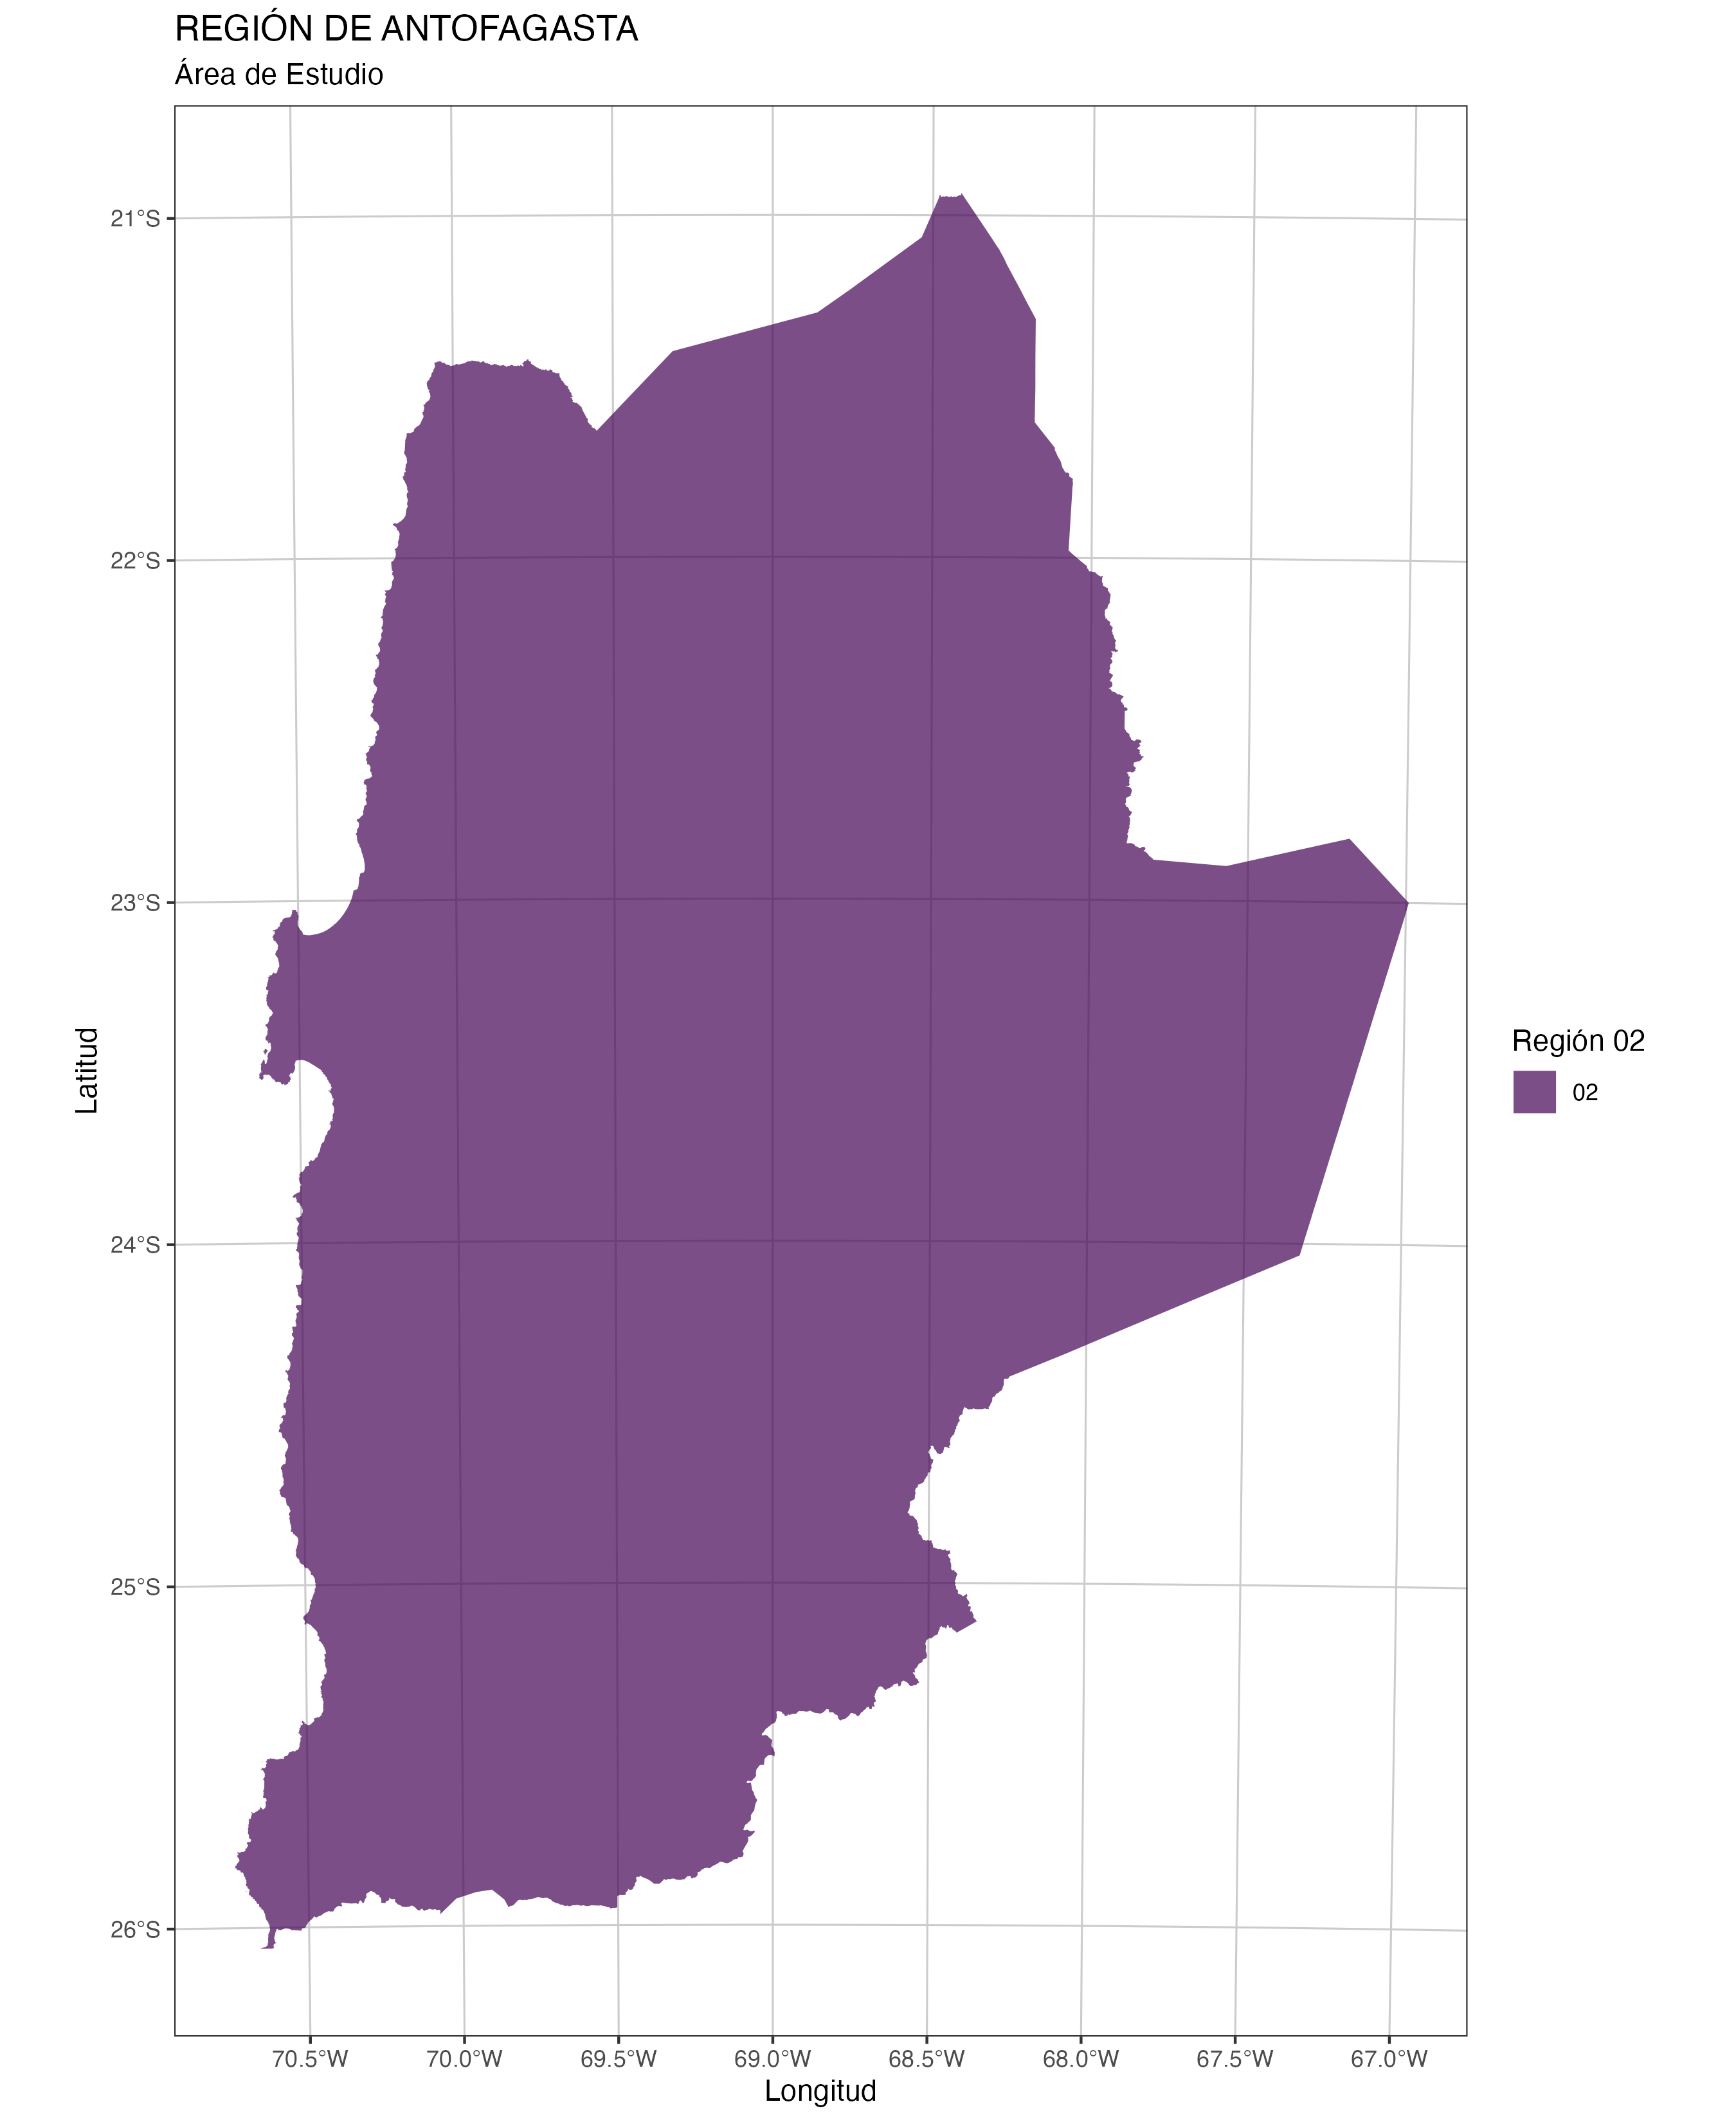 REGIÓN DE ANTOFAGASTA
Área de Estudio
21°S
22°S
23°S
24°S
25°S
26°S
Latitud
70.5°W 70.0°W 69.5°W 69.0°W 68.5°W 68.0°W 67.5°W 67.0°W
Longitud
Región 02
02